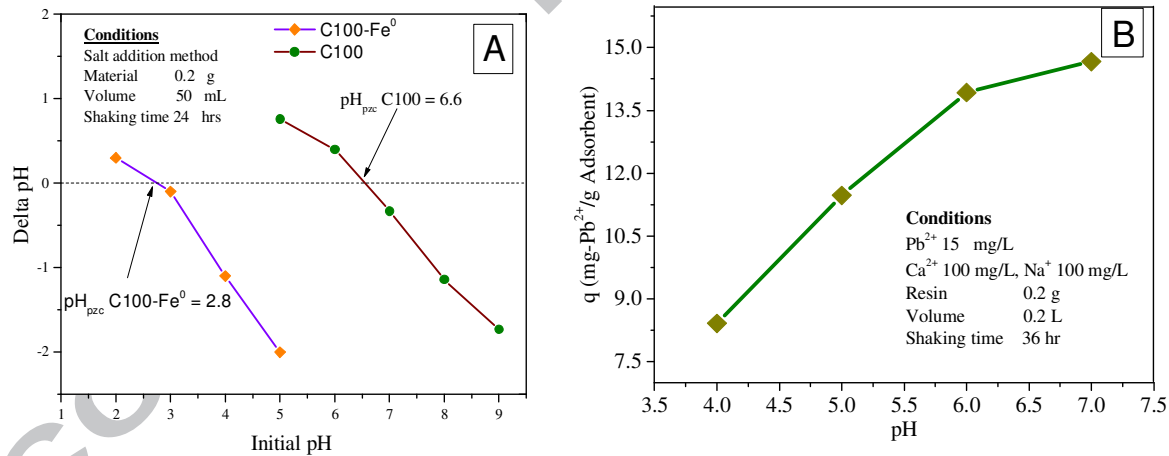 Conditions
Salt addition method
Material 0.2 g
Volume 50 mL
Shaking time 24 hrs
C100-Fe⁰
C100
A
pH_pzc C100 = 6.6
pH_pzc C100-Fe⁰ = 2.8
2
1
0
-1
-2
Delta pH
1 2 3 4 5 6 7 8 9
Initial pH
B
15.0
13.5
12.0
10.5
9.0
7.5
q (mg-Pb²⁺/g Adsorbent)
Conditions
Pb²⁺ 15 mg/L
Ca²⁺ 100 mg/L, Na⁺ 100 mg/L
Resin 0.2 g
Volume 0.2 L
Shaking time 36 hr
3.5 4.0 4.5 5.0 5.5 6.0 6.5 7.0 7.5
pH